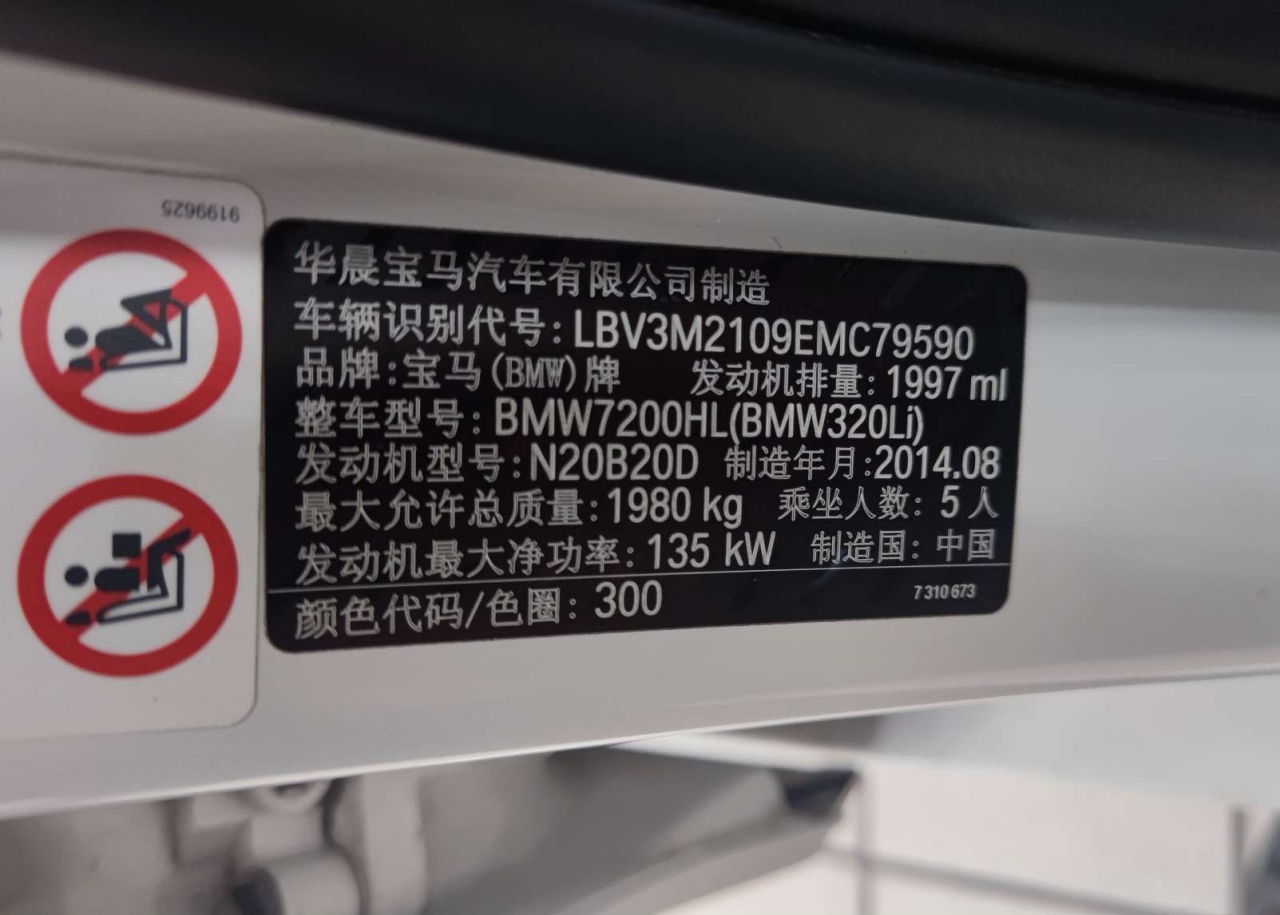 9199625
华晨宝马汽车有限公司制造
车辆识别代号: LBV3M2109EMC79590
品牌:宝马(BMW)牌 发动机排量: 1997 ml
整车型号: BMW7200HL(BMW320Li)
发动机型号:N20B20D 制造年月:2014.08
最大允许总质量: 1980 kg 乘坐人数: 5人
发动机最大净功率: 135 kW 制造国: 中国
颜色代码/色圈: 300 7310673